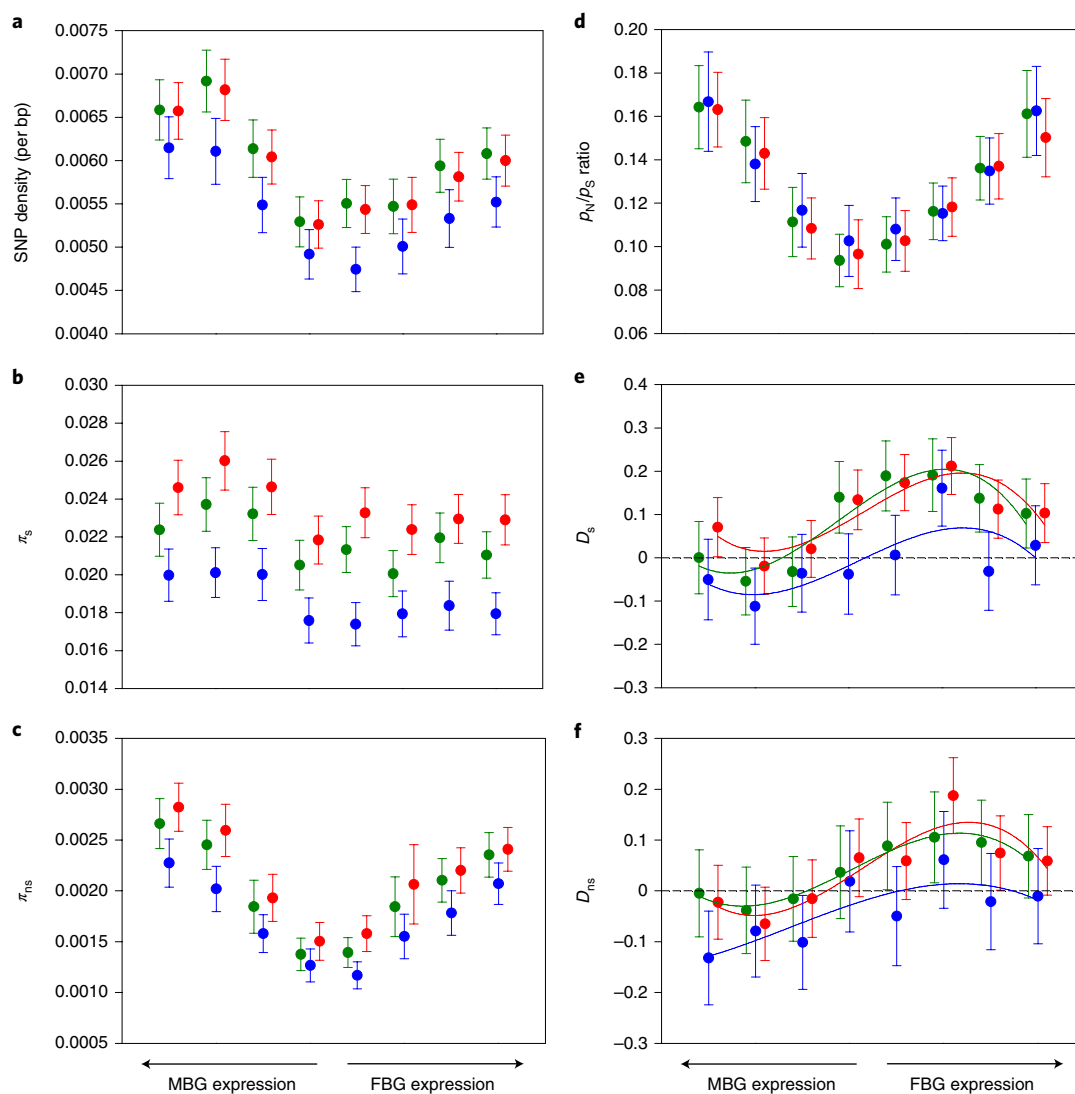 a
SNP density (per bp)
0.0075
0.0070
0.0065
0.0060
0.0055
0.0050
0.0045
0.0040
b
πs
0.030
0.028
0.026
0.024
0.022
0.020
0.018
0.016
0.014
c
πns
0.0035
0.0030
0.0025
0.0020
0.0015
0.0010
0.0005
MBG expression
FBG expression
d
pN/pS ratio
0.20
0.18
0.16
0.14
0.12
0.10
0.08
0.06
e
Ds
0.4
0.3
0.2
0.1
0
–0.1
–0.2
–0.3
f
Dns
0.3
0.2
0.1
0
–0.1
–0.2
–0.3
MBG expression
FBG expression